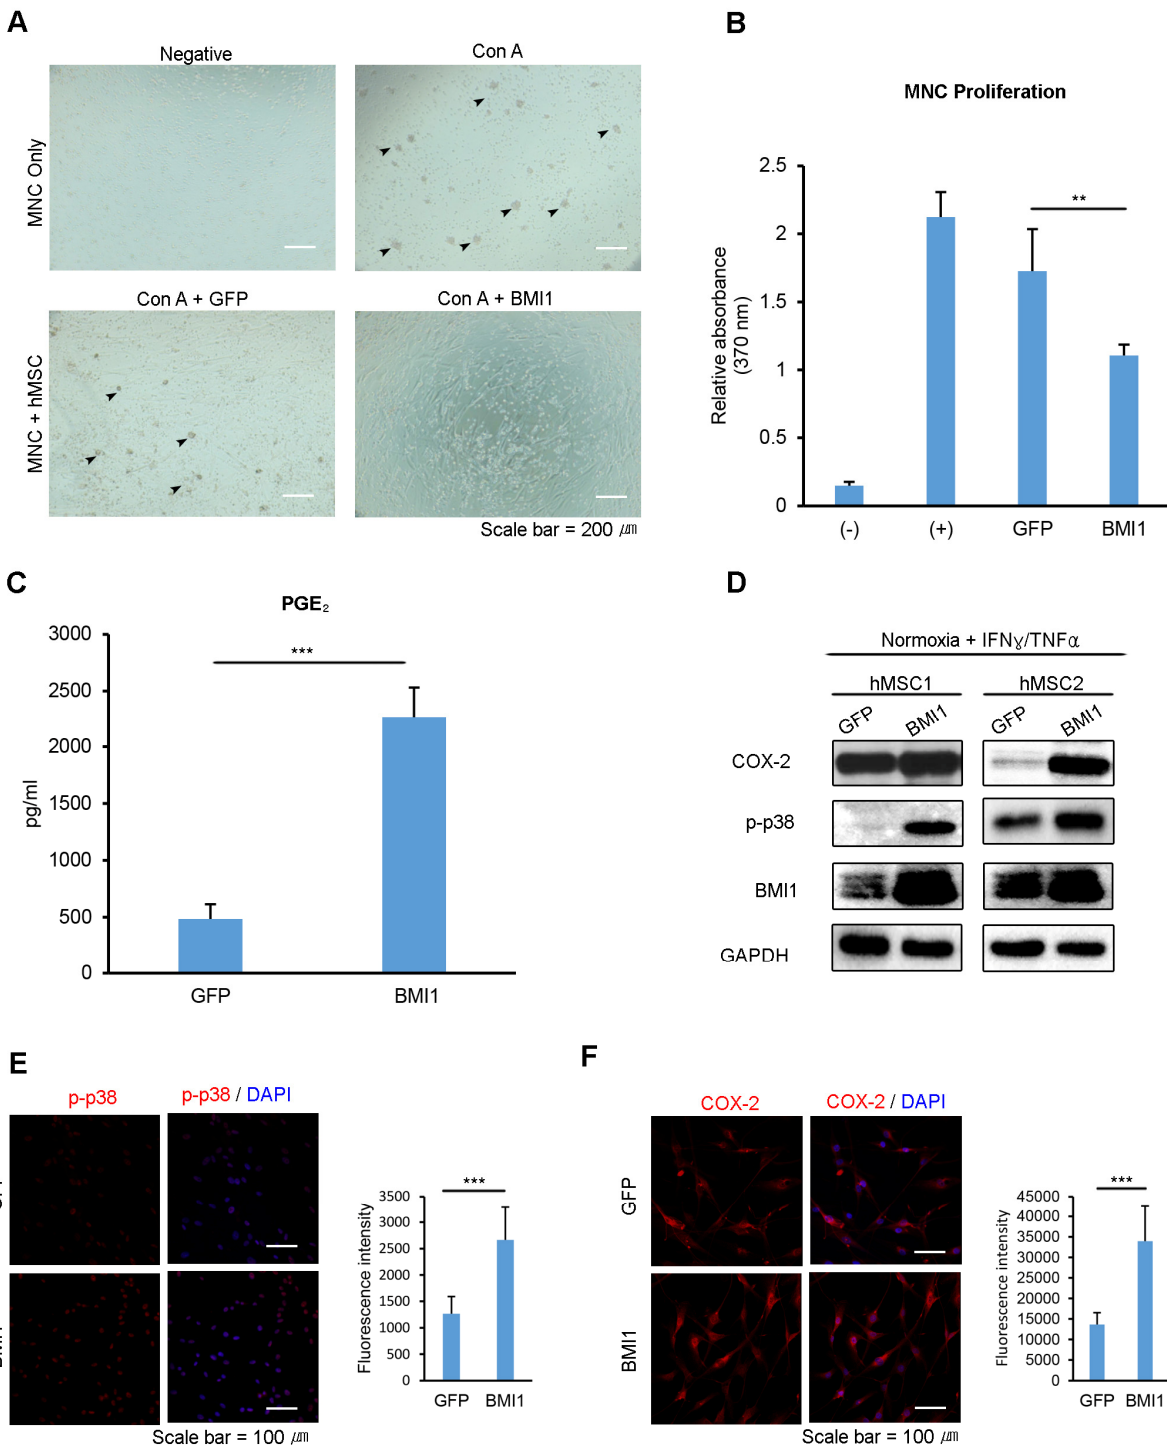 A
Negative
Con A
MNC Only
Con A + GFP
Con A + BMI1
MNC + hMSC
Scale bar = 200 ㎛
B
MNC Proliferation
Relative absorbance
(370 nm)
2.5
2
1.5
1
0.5
0
**
(-)
(+)
GFP
BMI1
C
PGE₂
pg/ml
3000
2500
2000
1500
1000
500
0
***
GFP
BMI1
D
Normoxia + IFNɣ/TNFα
hMSC1
hMSC2
GFP
BMI1
GFP
BMI1
COX-2
p-p38
BMI1
GAPDH
E
p-p38
p-p38 / DAPI
Scale bar = 100 ㎛
Fluorescence intensity
3500
3000
2500
2000
1500
1000
500
0
***
GFP
BMI1
F
COX-2
COX-2 / DAPI
GFP
BMI1
Scale bar = 100 ㎛
Fluorescence intensity
45000
40000
35000
30000
25000
20000
15000
10000
5000
0
***
GFP
BMI1